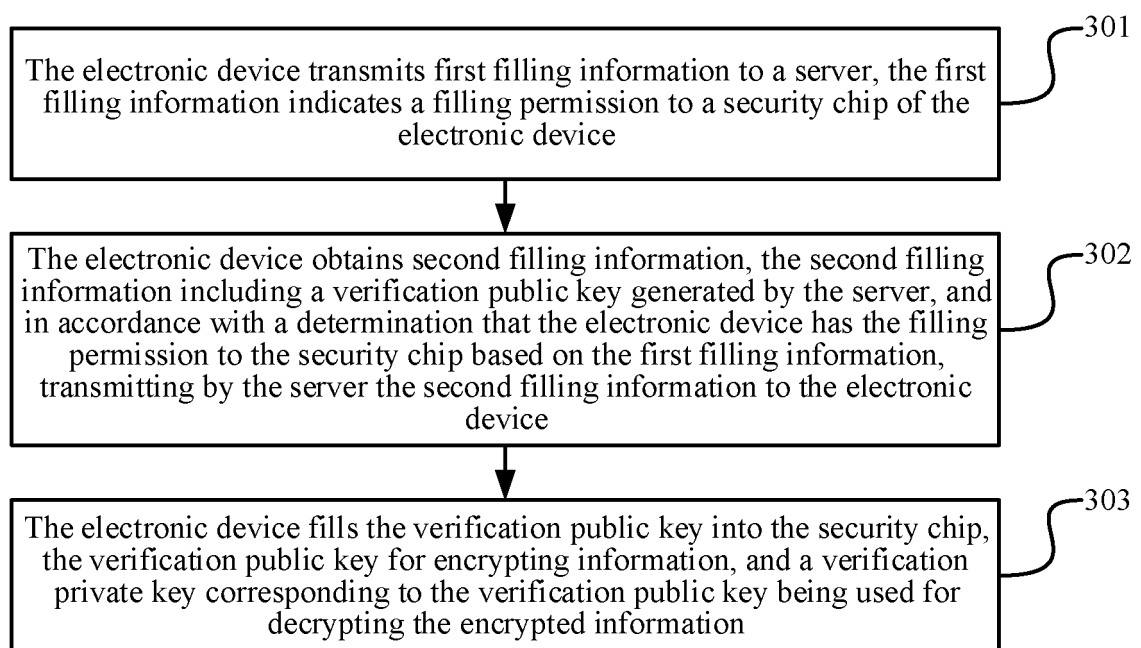 301
The electronic device transmits first filling information to a server, the first
filling information indicates a filling permission to a security chip of the
electronic device
302
The electronic device obtains second filling information, the second filling
information including a verification public key generated by the server, and
in accordance with a determination that the electronic device has the filling
permission to the security chip based on the first filling information,
transmitting by the server the second filling information to the electronic
device
303
The electronic device fills the verification public key into the security chip,
the verification public key for encrypting information, and a verification
private key corresponding to the verification public key being used for
decrypting the encrypted information